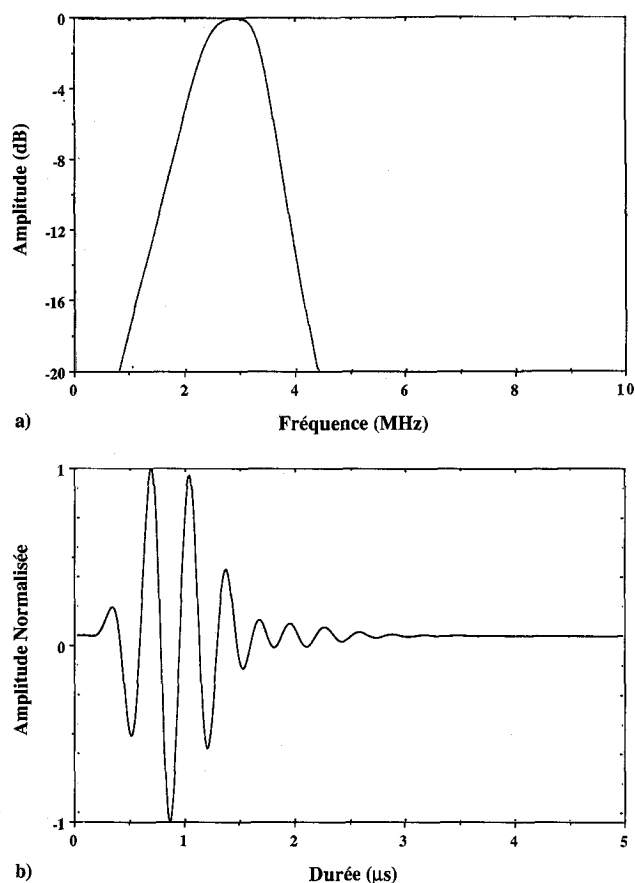 0
-4
-8
-12
-16
-20
Amplitude (dB)
0 2 4 6 8 10
a)
Fréquence (MHz)
1
0
-1
Amplitude Normalisée
0 1 2 3 4 5
b)
Durée (µs)